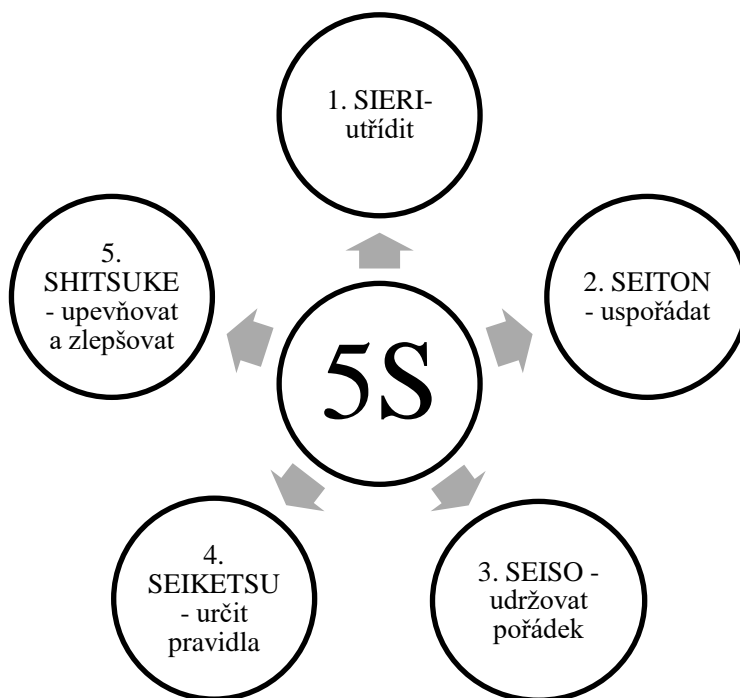 1. SIERI-
utřídit
2. SEITON
- uspořádat
3. SEISO -
udržovat
pořádek
4.
SEIKETSU
- určit
pravidla
5.
SHITSUKE
- upevňovat
a zlepšovat
5S